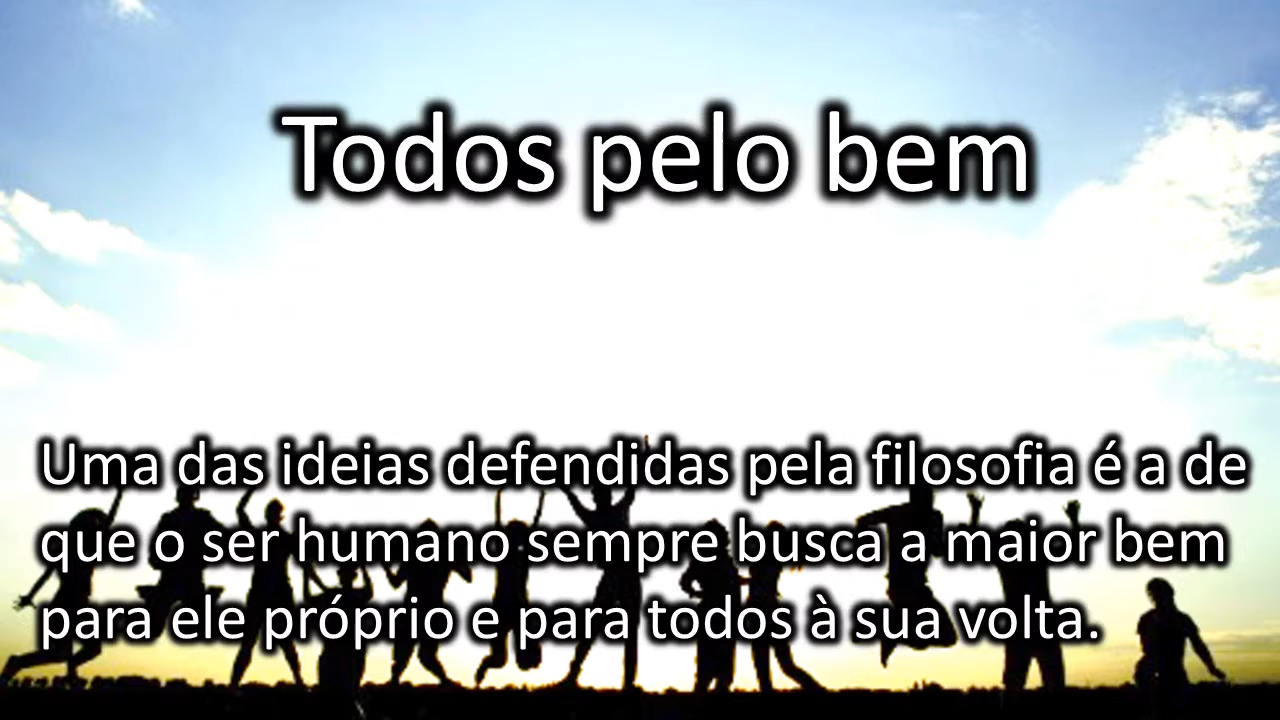 Todos pelo bem
Uma das ideias defendidas pela filosofia é a de
que o ser humano sempre busca a maior bem
para ele próprio e para todos à sua volta.